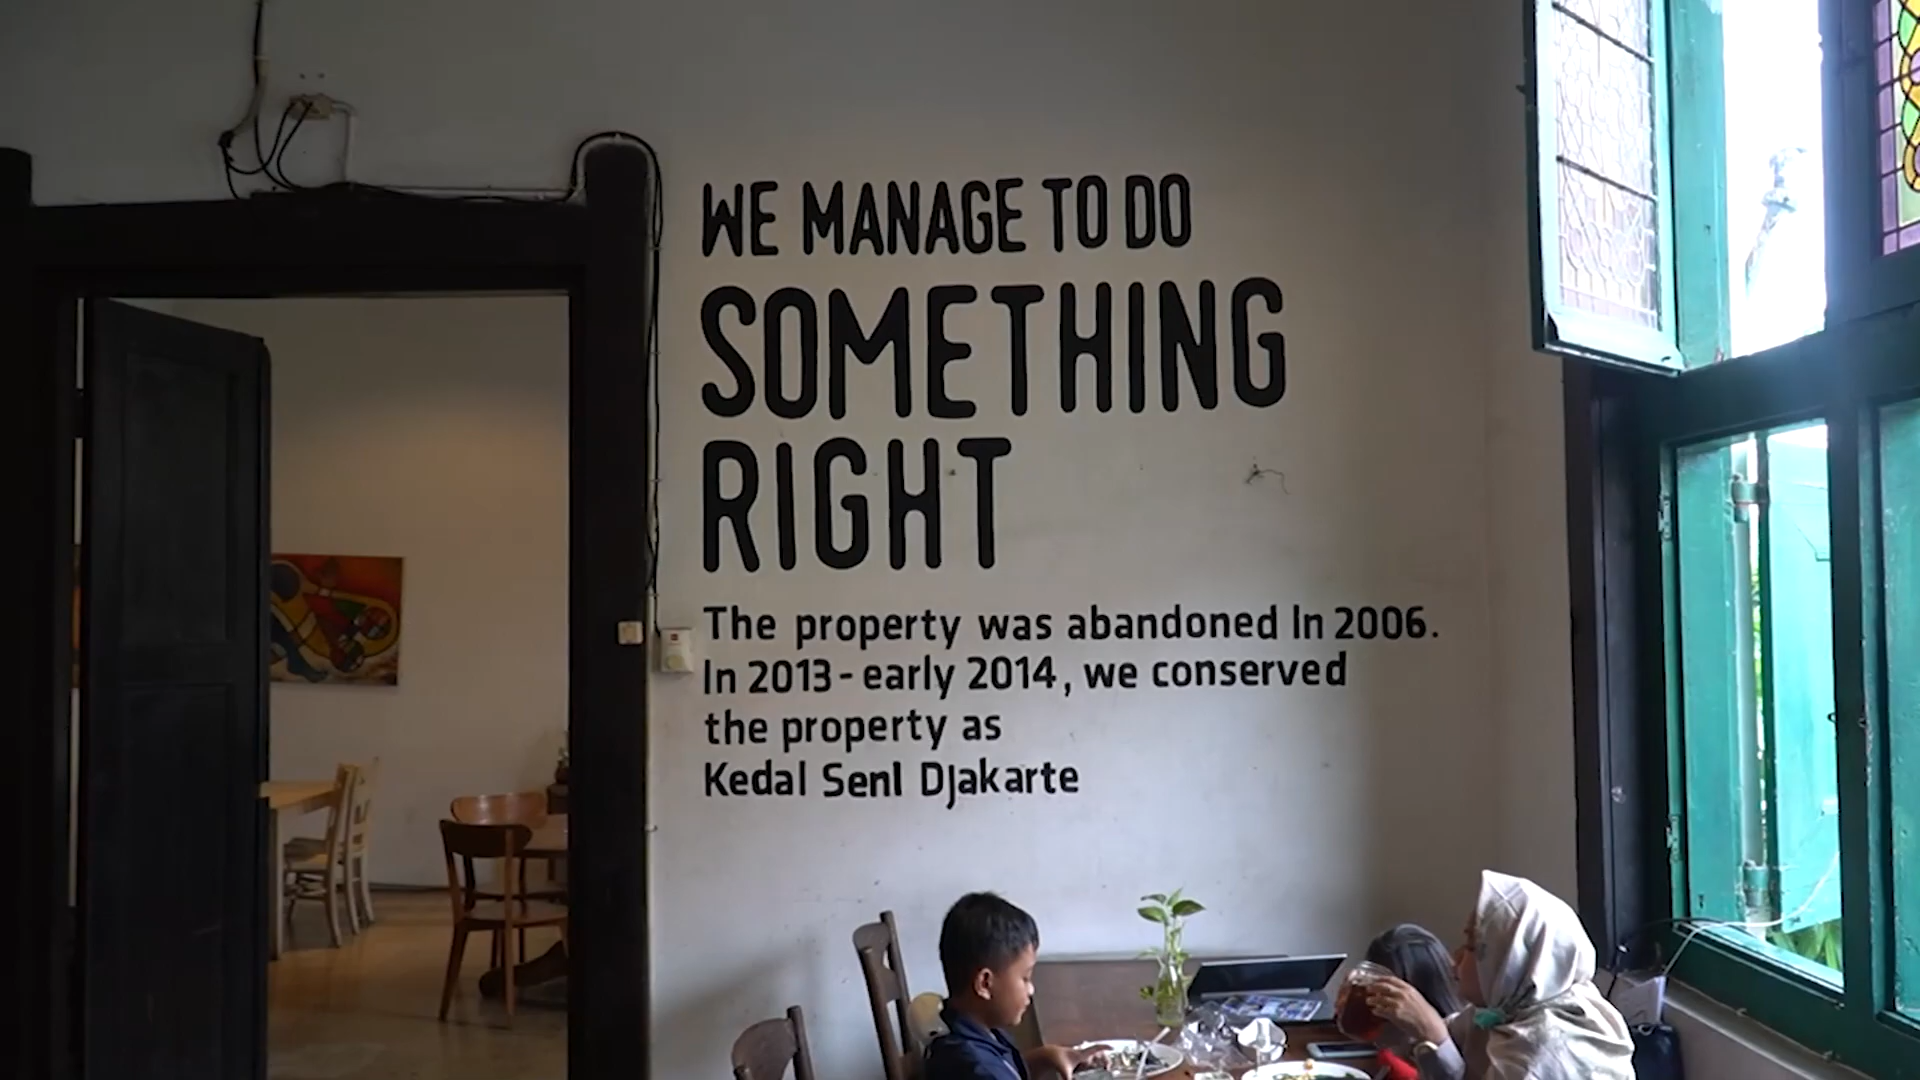 WE MANAGE TO DO
SOMETHING
RIGHT
The property was abandoned In 2006.
In 2013 - early 2014, we conserved
the property as
KedaI SenI Djakarte